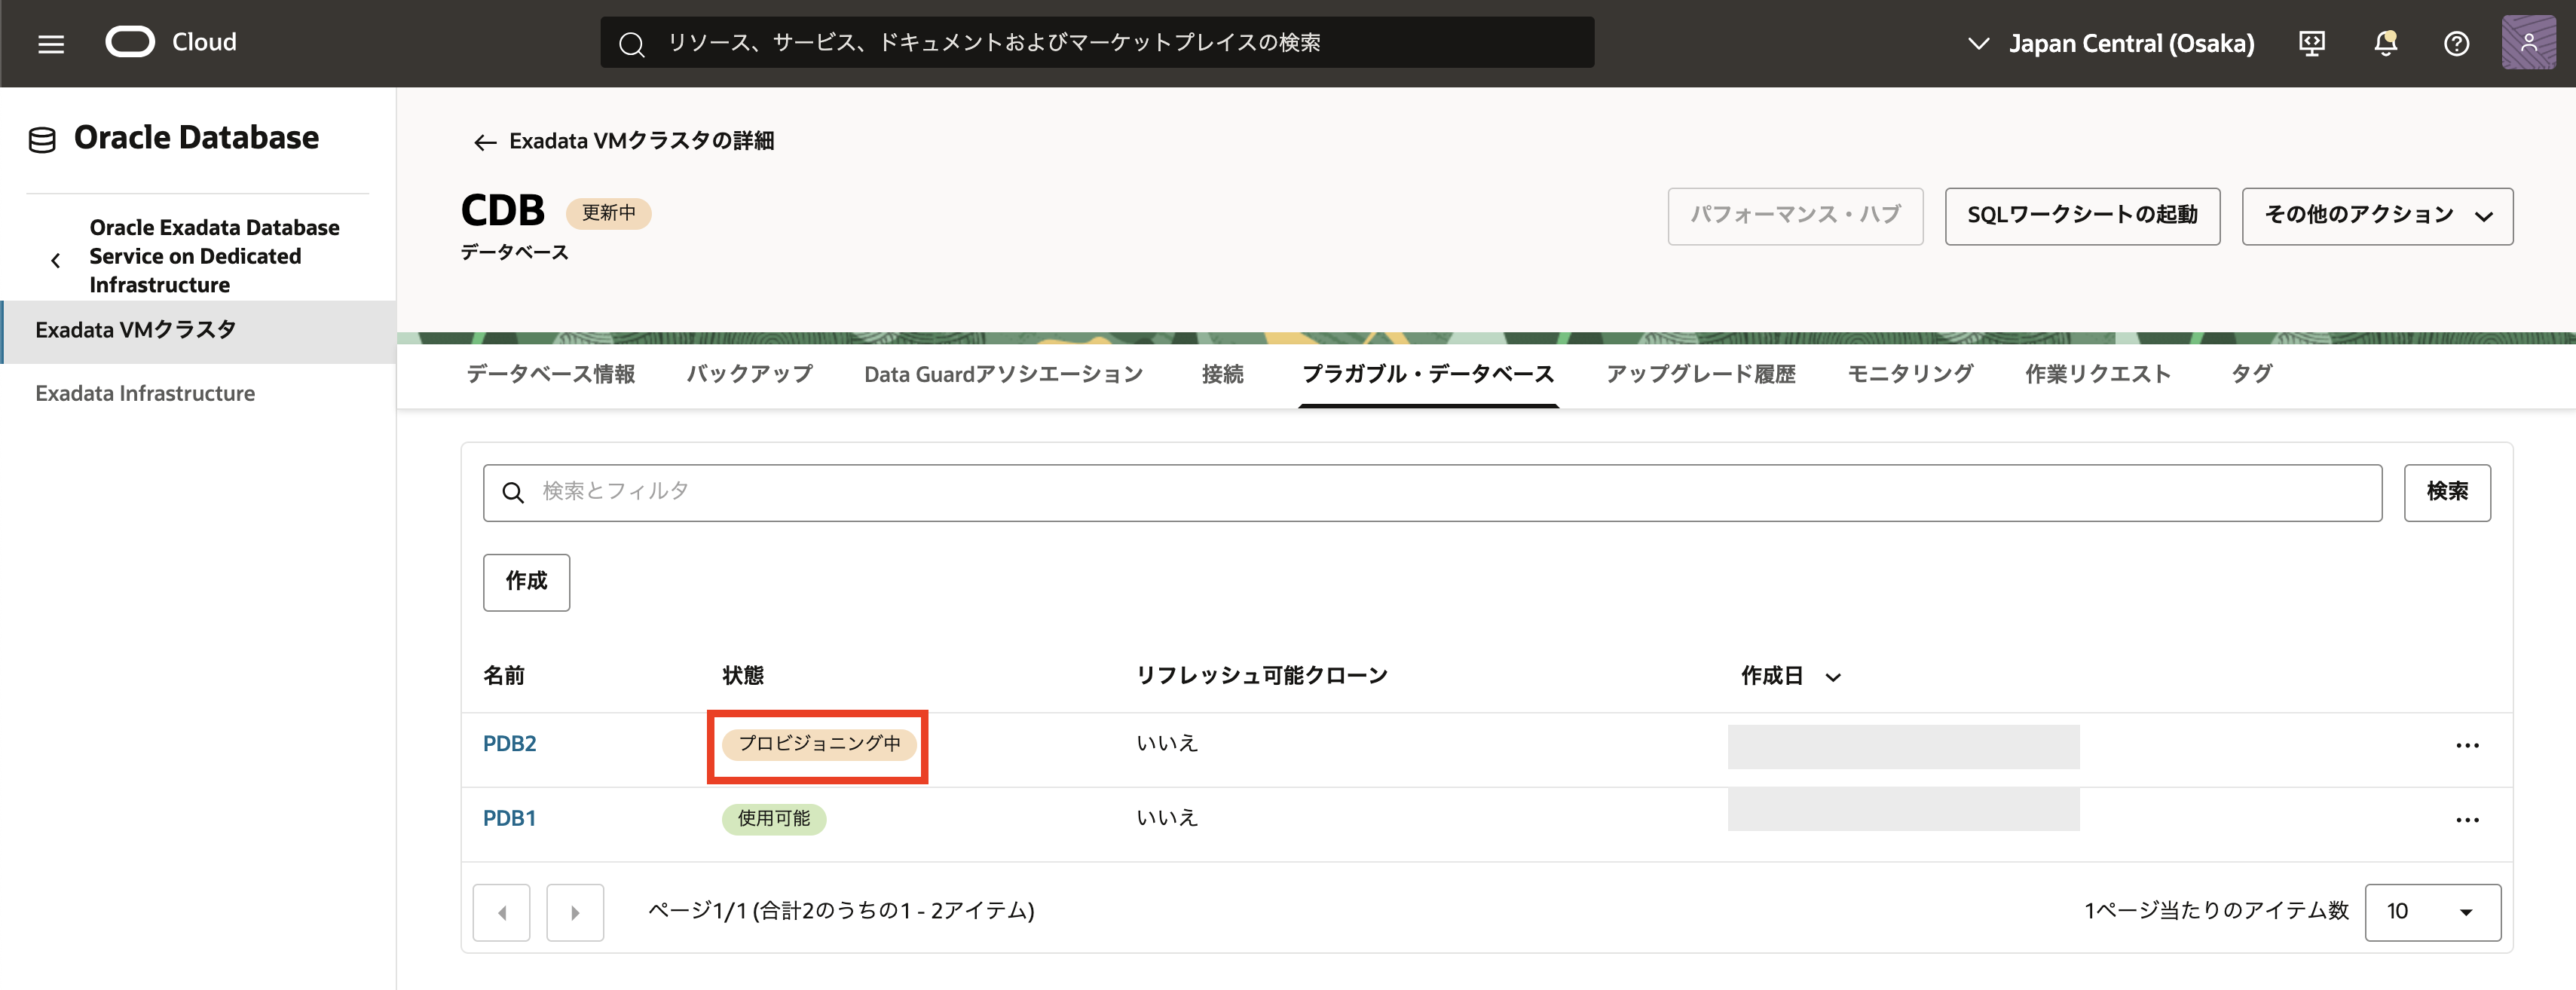 Cloud
リソース、サービス、ドキュメントおよびマーケットプレイスの検索
Japan Central (Osaka)
Oracle Database
Oracle Exadata Database
Service on Dedicated
Infrastructure
Exadata VMクラスタ
Exadata Infrastructure
Exadata VMクラスタの詳細
CDB
更新中
データベース
パフォーマンス・ハブ
SQLワークシートの起動
その他のアクション
データベース情報
バックアップ
Data Guardアソシエーション
接続
プラガブル・データベース
アップグレード履歴
モニタリング
作業リクエスト
タグ
検索とフィルタ
検索
作成
名前
状態
リフレッシュ可能クローン
作成日
PDB2
プロビジョニング中
いいえ
PDB1
使用可能
いいえ
ページ1/1 (合計2のうちの1 - 2アイテム)
1ページ当たりのアイテム数
10